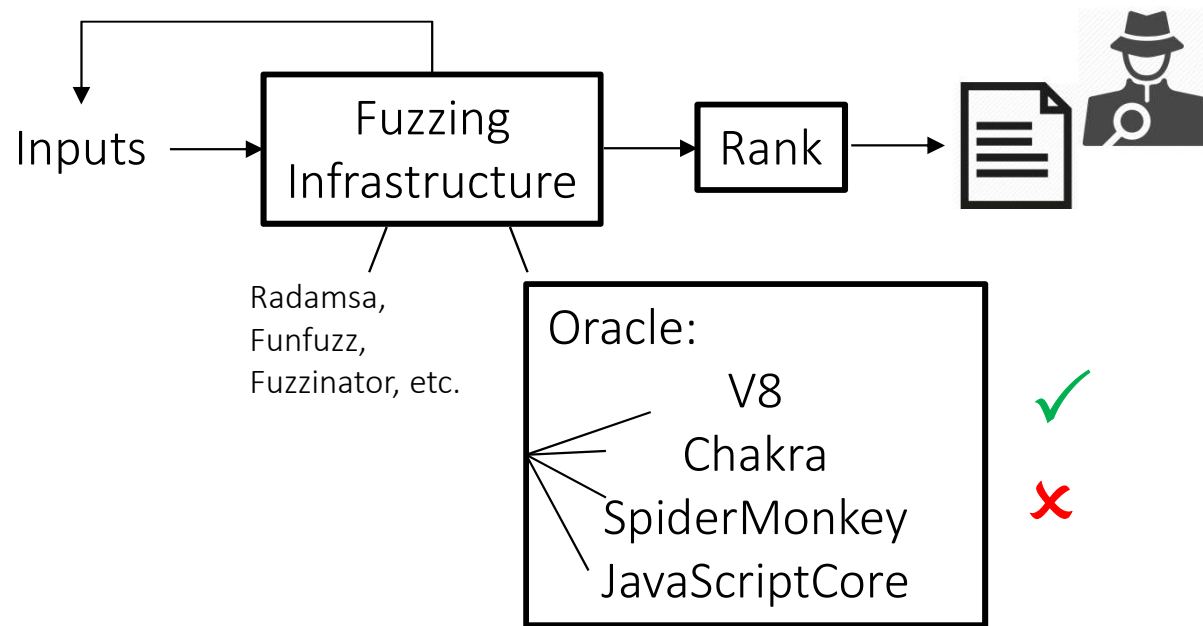 Inputs
Fuzzing
Infrastructure
Rank
Radamsa,
Funfuzz,
Fuzzinator, etc.
Oracle:
V8
Chakra
SpiderMonkey
JavaScriptCore